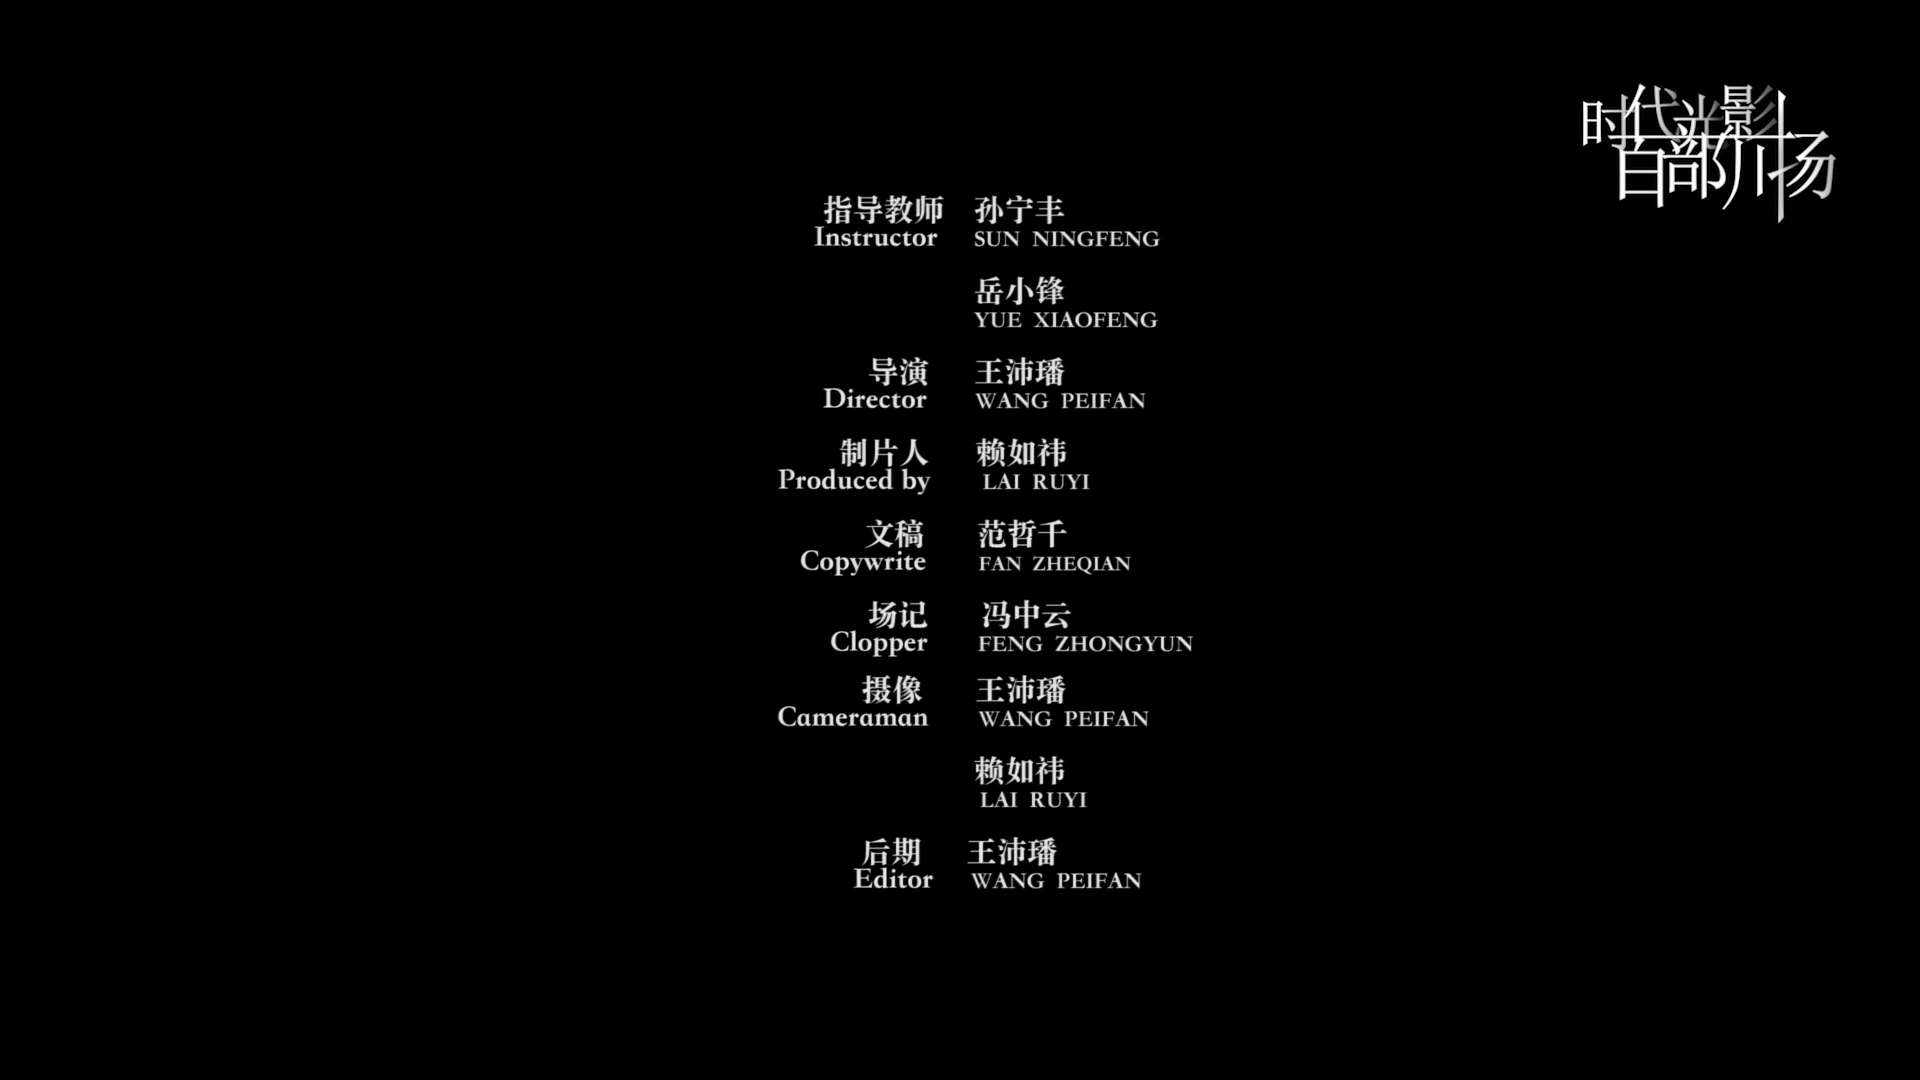 时代光影
百部川扬
指导教师 孙宁丰
Instructor SUN NINGFENG
岳小锋
YUE XIAOFENG
导演 王沛璠
Director WANG PEIFAN
制片人 赖如祎
Produced by LAI RUYI
文稿 范哲千
Copywrite FAN ZHEQIAN
场记 冯中云
Clopper FENG ZHONGYUN
摄像 王沛璠
Cameraman WANG PEIFAN
赖如祎
LAI RUYI
后期 王沛璠
Editor WANG PEIFAN